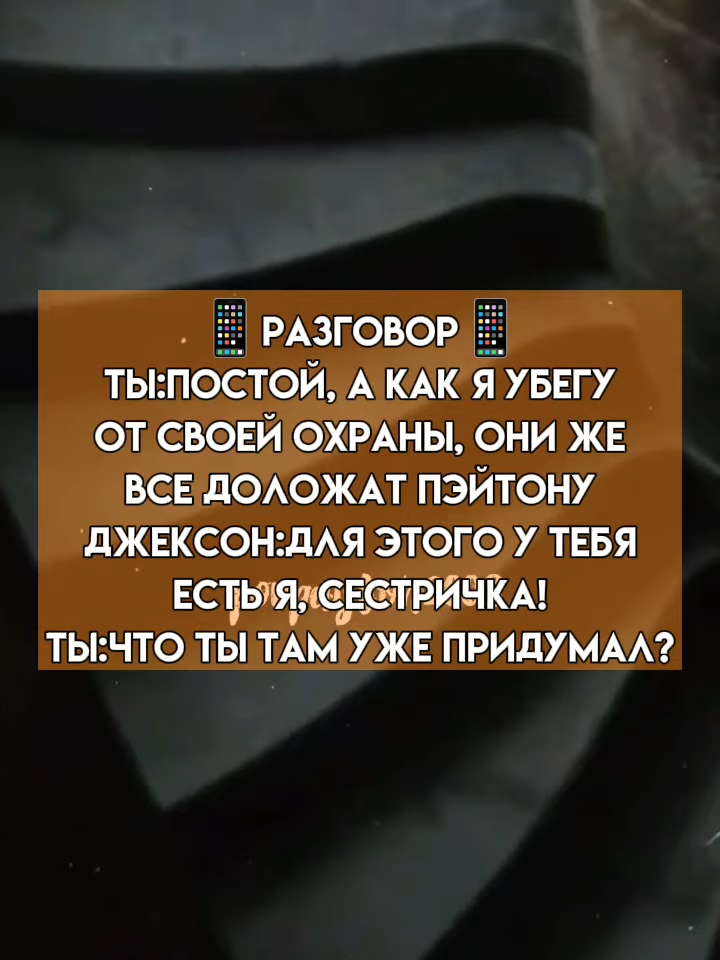 📱 РАЗГОВОР 📱
ТЫ:ПОСТОЙ, А КАК Я УБЕГУ
ОТ СВОЕЙ ОХРАНЫ, ОНИ ЖЕ
ВСЕ ДОЛОЖАТ ПЭЙТОНУ
ДЖЕКСОН:ДЛЯ ЭТОГО У ТЕБЯ
ЕСТЬ Я, СЕСТРИЧКА!
ТЫ:ЧТО ТЫ ТАМ УЖЕ ПРИДУМАЛ?